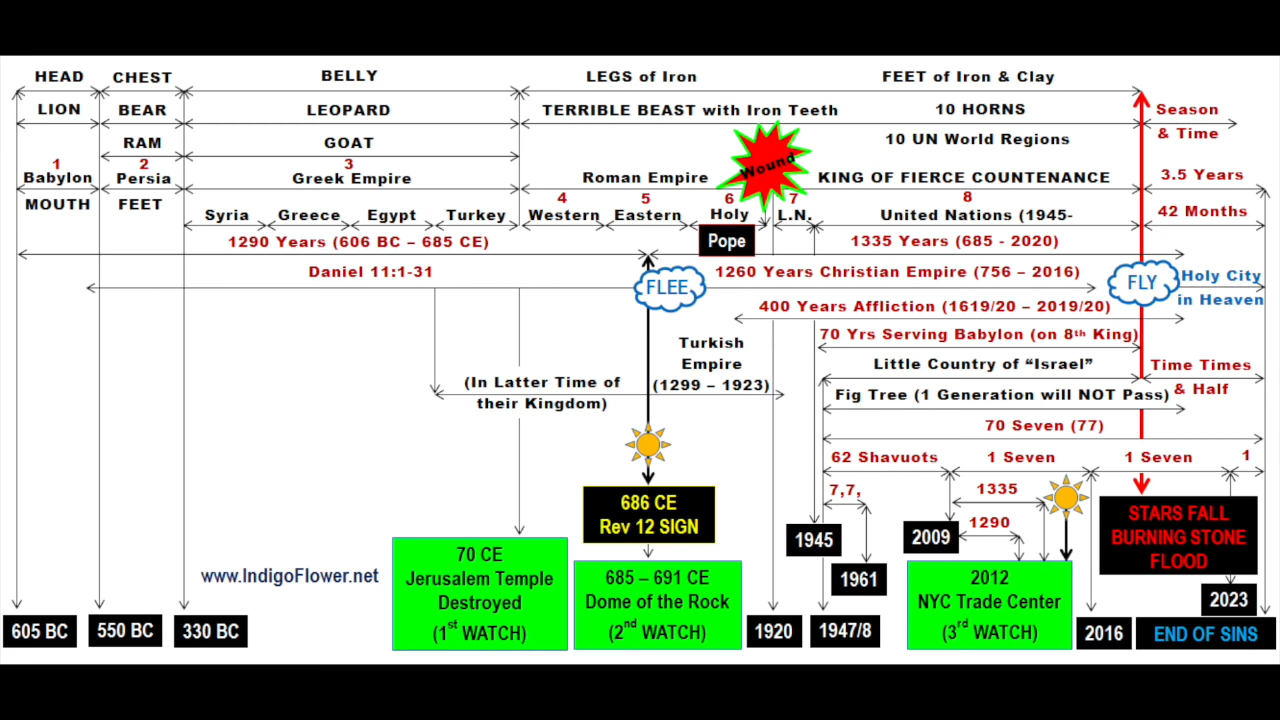 HEAD CHEST BELLY LEGS of Iron FEET of Iron & Clay
LION BEAR LEOPARD TERRIBLE BEAST with Iron Teeth 10 HORNS Season
& Time
RAM GOAT 10 UN World Regions
Wound
1 2 3
Babylon Persia Greek Empire Roman Empire KING OF FIERCE COUNTENANCE 3.5 Years
4 5 6 7 8
MOUTH FEET Syria Greece Egypt Turkey Western Eastern Holy L.N. United Nations (1945- 42 Months
Pope
1290 Years (606 BC – 685 CE) 1335 Years (685 - 2020)
Daniel 11:1-31 FLEE 1260 Years Christian Empire (756 – 2016) FLY Holy City
in Heaven
400 Years Affliction (1619/20 – 2019/20)
70 Yrs Serving Babylon (on 8th King)
Turkish
Empire
(1299 – 1923)
Little Country of “Israel” Time Times
& Half
(In Latter Time of
their Kingdom)
Fig Tree (1 Generation will NOT Pass)
70 Seven (77)
62 Shavuots 1 Seven 1 Seven 1
7,7, 1335
1290
686 CE
Rev 12 SIGN
STARS FALL
BURNING STONE
FLOOD
1945 2009
1961
70 CE
Jerusalem Temple
Destroyed
(1st WATCH)
685 – 691 CE
Dome of the Rock
(2nd WATCH)
2012
NYC Trade Center
(3rd WATCH)
www.IndigoFlower.net
2023
605 BC 550 BC 330 BC 1920 1947/8 2016 END OF SINS